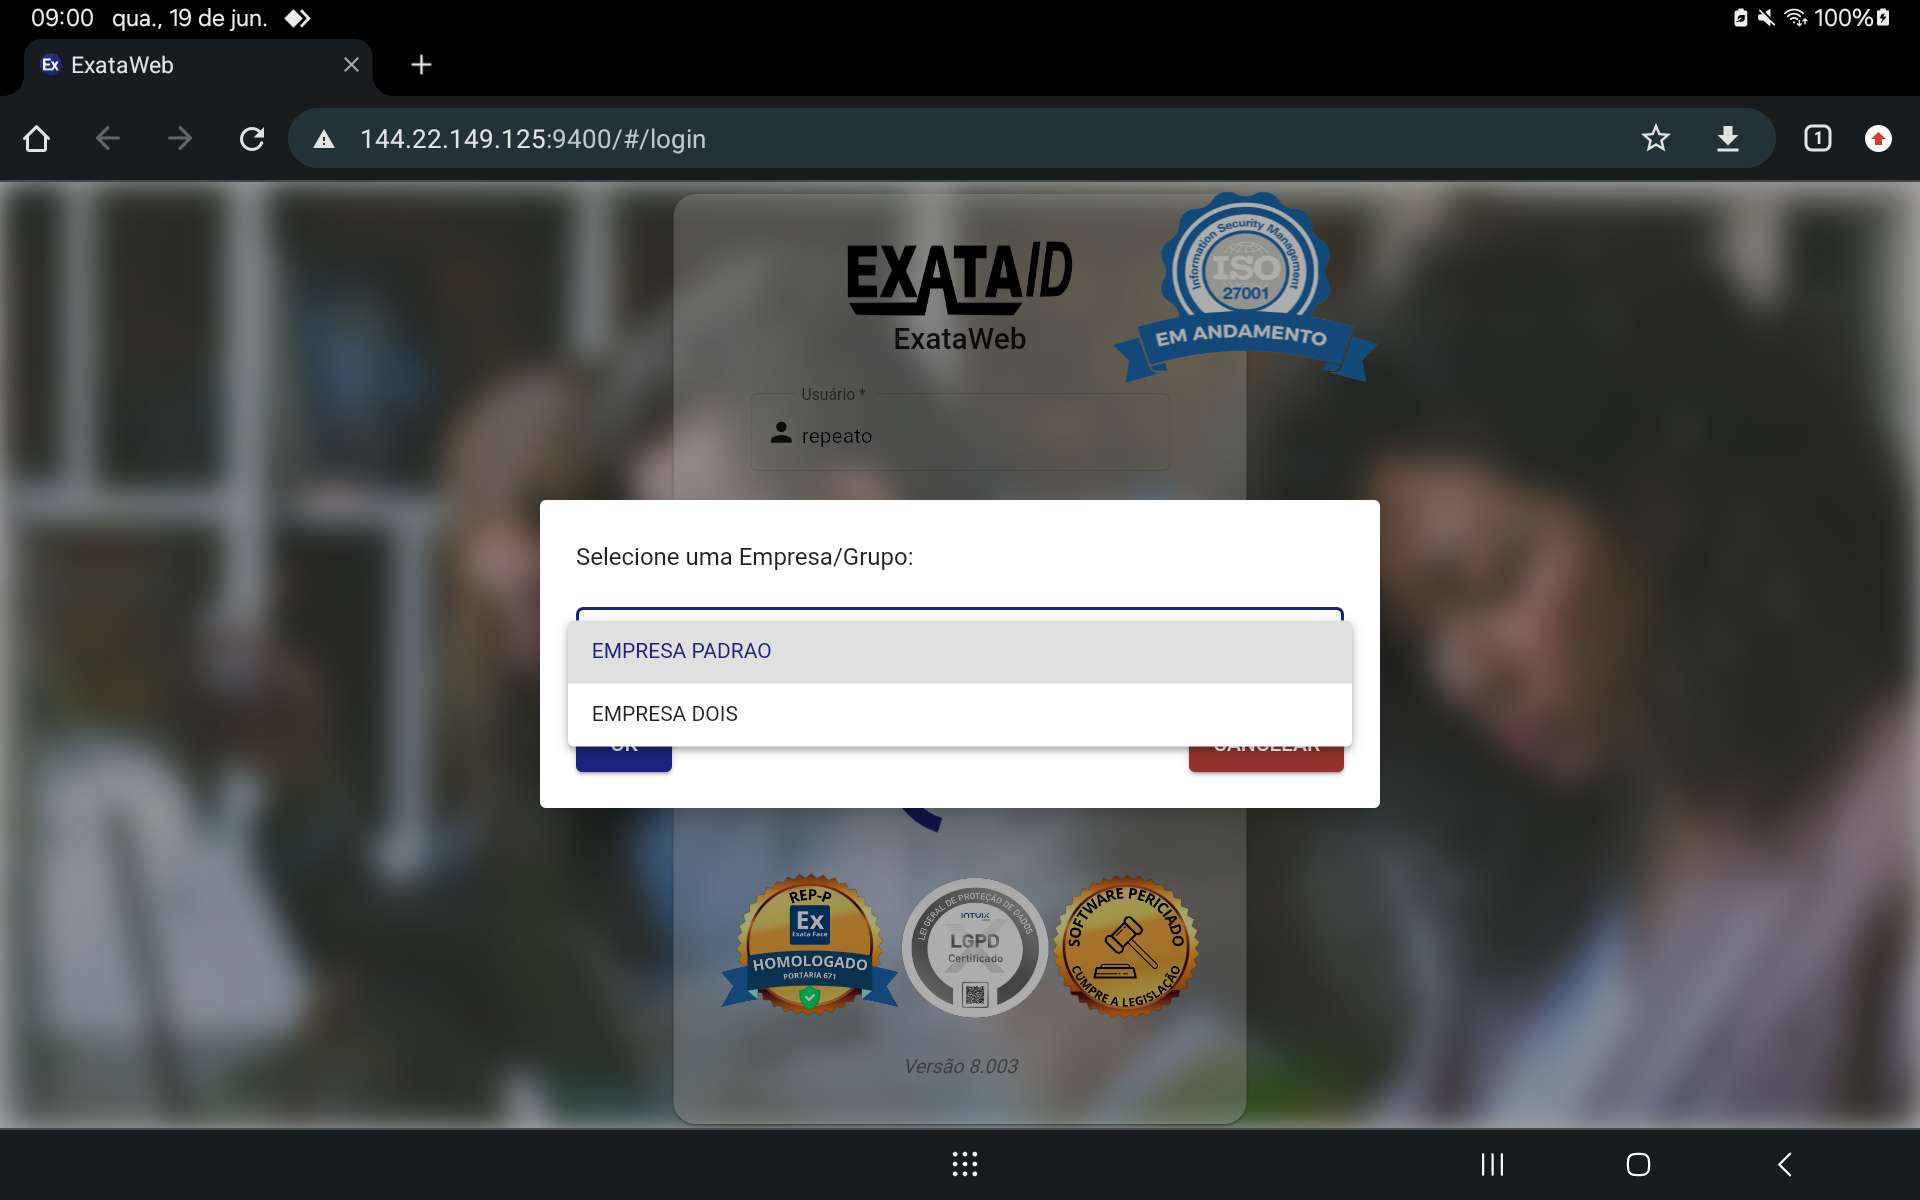 09:00 qua., 19 de jun. 100%
Ex ExataWeb
144.22.149.125:9400/#/login 1
EXATAID
ExataWeb
Information Security Management
ISO
27001
EM ANDAMENTO
Usuário *
repeato
Selecione uma Empresa/Grupo:
EMPRESA PADRAO
EMPRESA DOIS
OK CANCELAR
REP-P
Ex
Exata Face
HOMOLOGADO
PORTARIA 671
LEI GERAL DE PROTEÇÃO DE DADOS
INTUIX
LGPD
Certificado
SOFTWARE PERICIADO
CUMPRE A LEGISLAÇÃO
Versão 8.003